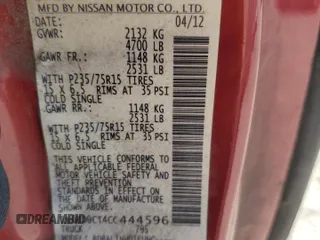 MFD BY NISSAN MOTOR CO., LTD.
DATE: 04/12
GVWR: 2132 KG
4700 LB
GAWR FR.: 1148 KG
2531 LB
WITH P235/75R15 TIRES
15 X 6.5 RIMS AT 35 PSI
COLD SINGLE
GAWR RR.: 1148 KG
2531 LB
WITH P235/75R15 TIRES
15 X 6.5 RIMS AT 35 PSI
COLD SINGLE
THIS VEHICLE CONFORMS TO
ALL APPLICABLE FEDERAL
MOTOR VEHICLE SAFETY
STANDARDS IN EFFECT ON
THE DATE OF MANUFACTURE
SHOWN ABOVE.
444596
TRUCK 795
DREAMBID